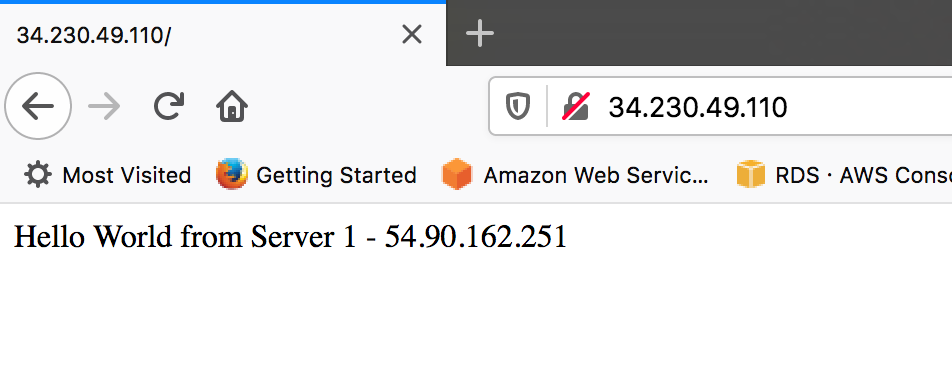 34.230.49.110/
34.230.49.110
Most Visited Getting Started Amazon Web Servic... RDS · AWS Conso
Hello World from Server 1 - 54.90.162.251